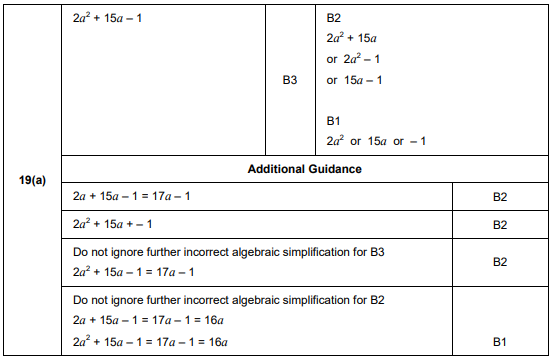 19(a)
2a² + 15a – 1
B3
B2
2a² + 15a
or 2a² – 1
or 15a – 1
B1
2a² or 15a or – 1
Additional Guidance
2a + 15a – 1 = 17a – 1
B2
2a² + 15a + – 1
B2
Do not ignore further incorrect algebraic simplification for B3
2a² + 15a – 1 = 17a – 1
B2
Do not ignore further incorrect algebraic simplification for B2
2a + 15a – 1 = 17a – 1 = 16a
2a² + 15a – 1 = 17a – 1 = 16a
B1